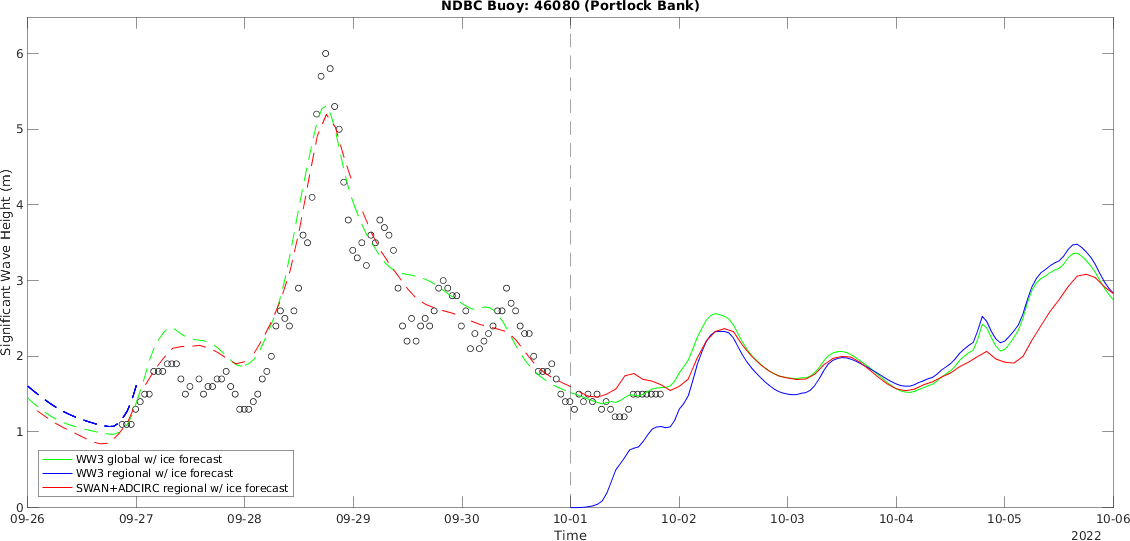 NDBC Buoy: 46080 (Portlock Bank)
Significant Wave Height (m)
6
5
4
3
2
1
0
WW3 global w/ ice forecast
WW3 regional w/ ice forecast
SWAN+ADCIRC regional w/ ice forecast
09-26 09-27 09-28 09-29 09-30 10-01 10-02 10-03 10-04 10-05 10-06
Time
2022